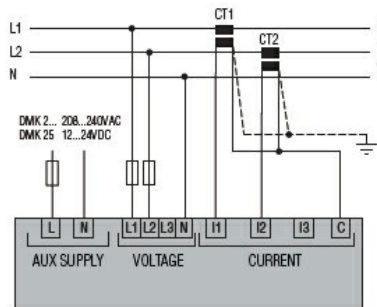 CT1
L1
CT2
L2
N
DMK 2... 208...240VAC
DMK 25 12...24VDC
L N L1 L2 L3 N I1 I2 I3 C
AUX SUPPLY VOLTAGE CURRENT